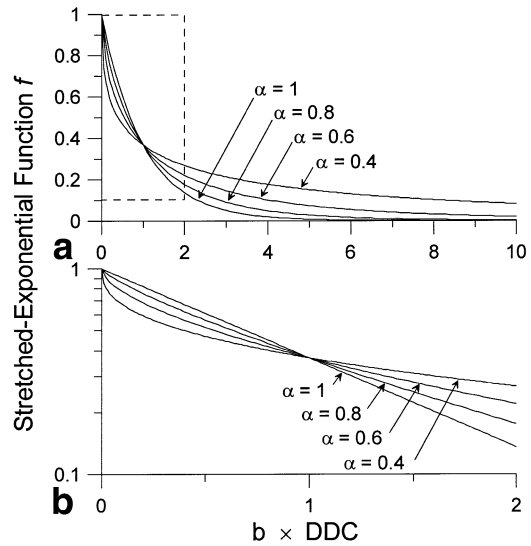 Stretched-Exponential Function f
1
0.8
0.6
0.4
0.2
0
α = 1
α = 0.8
α = 0.6
α = 0.4
a
0 2 4 6 8 10
1
0.1
α = 1
α = 0.8
α = 0.6
α = 0.4
b
0 1 2
b × DDC